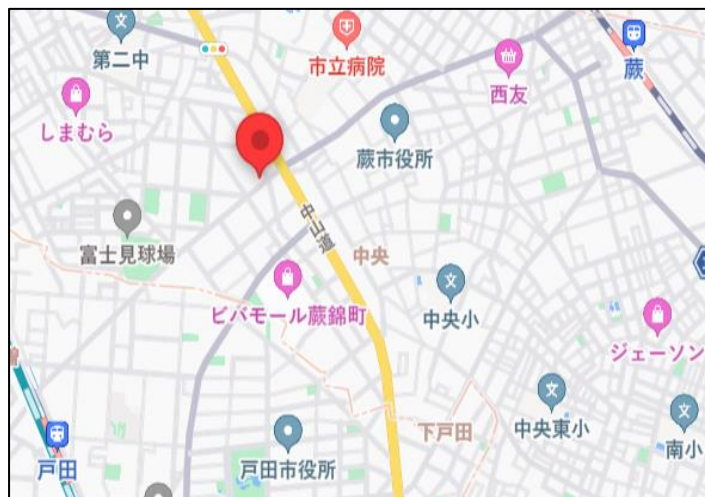 第二中
市立病院
蕨
西友
しまむら
蕨市役所
富士見球場
中山道
中央
ビバモール蕨錦町
中央小
ジェーソン
下戸田
中央東小
南小
戸田市役所
戸田